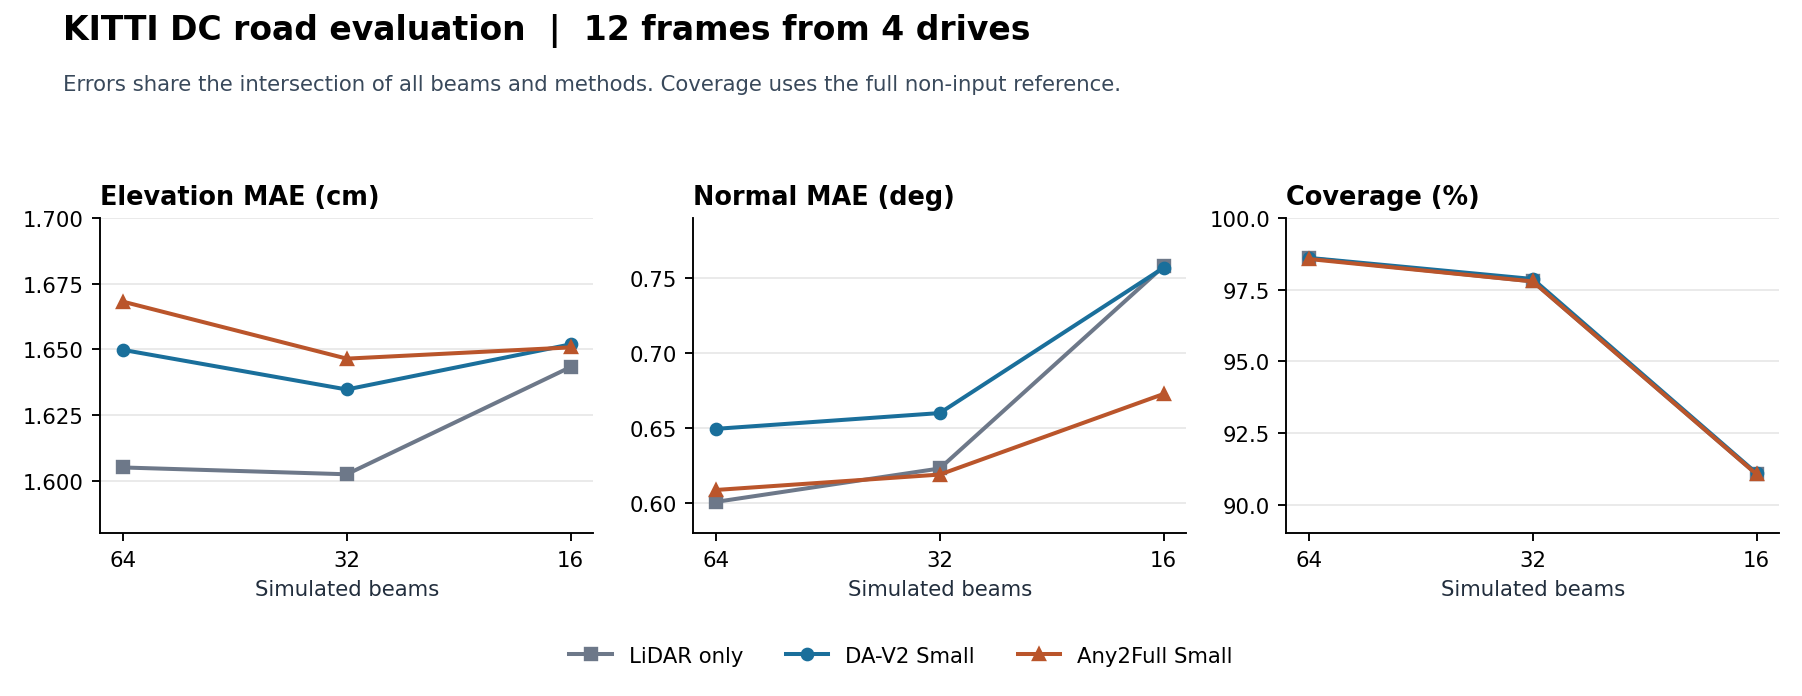 KITTI DC road evaluation | 12 frames from 4 drives
Errors share the intersection of all beams and methods. Coverage uses the full non-input reference.
Elevation MAE (cm)
1.700
1.675
1.650
1.625
1.600
64 32 16
Simulated beams
Normal MAE (deg)
0.75
0.70
0.65
0.60
64 32 16
Simulated beams
Coverage (%)
100.0
97.5
95.0
92.5
90.0
64 32 16
Simulated beams
LiDAR only DA-V2 Small Any2Full Small